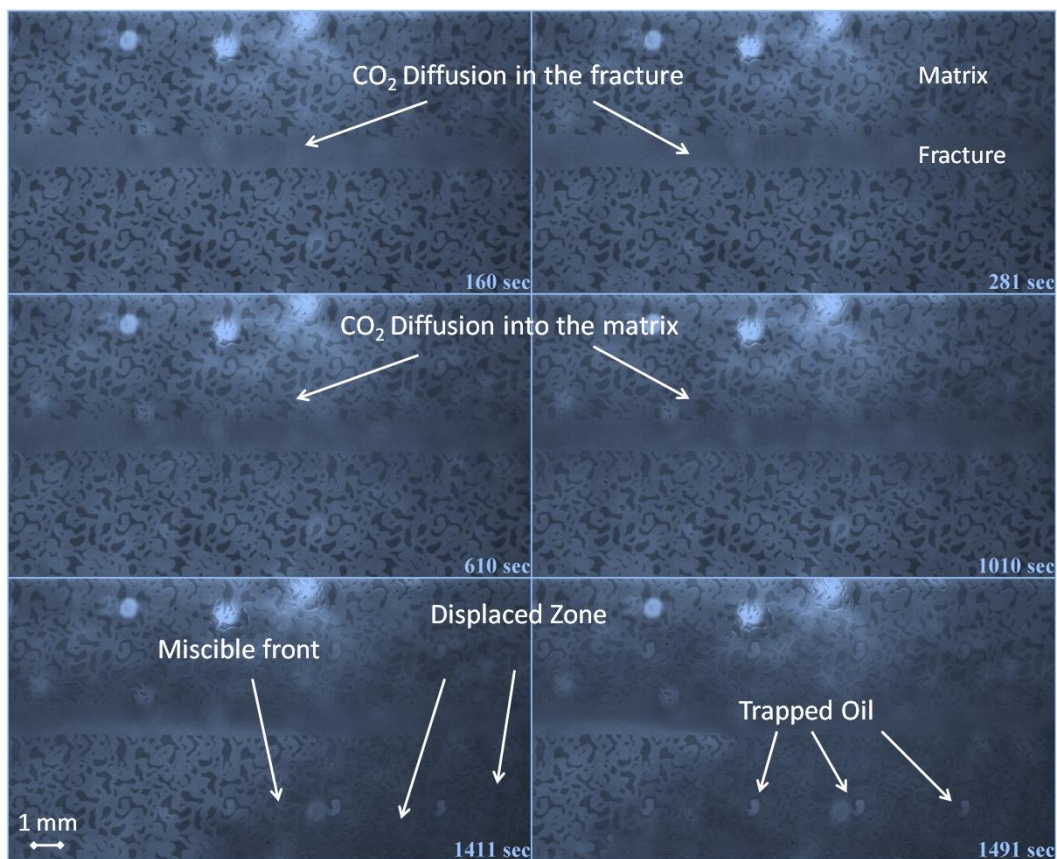 CO₂ Diffusion in the fracture
Matrix
Fracture
160 sec
281 sec
CO₂ Diffusion into the matrix
610 sec
1010 sec
Displaced Zone
Miscible front
Trapped Oil
1 mm
1411 sec
1491 sec